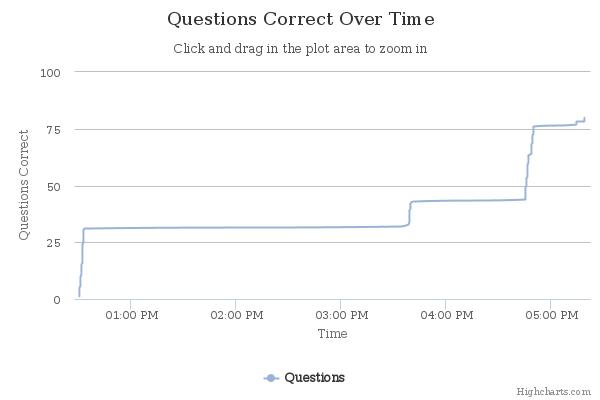 Questions Correct Over Time
Click and drag in the plot area to zoom in
Questions Correct
100
75
50
25
0
01:00 PM 02:00 PM 03:00 PM 04:00 PM 05:00 PM
Time
Questions
Highcharts.com